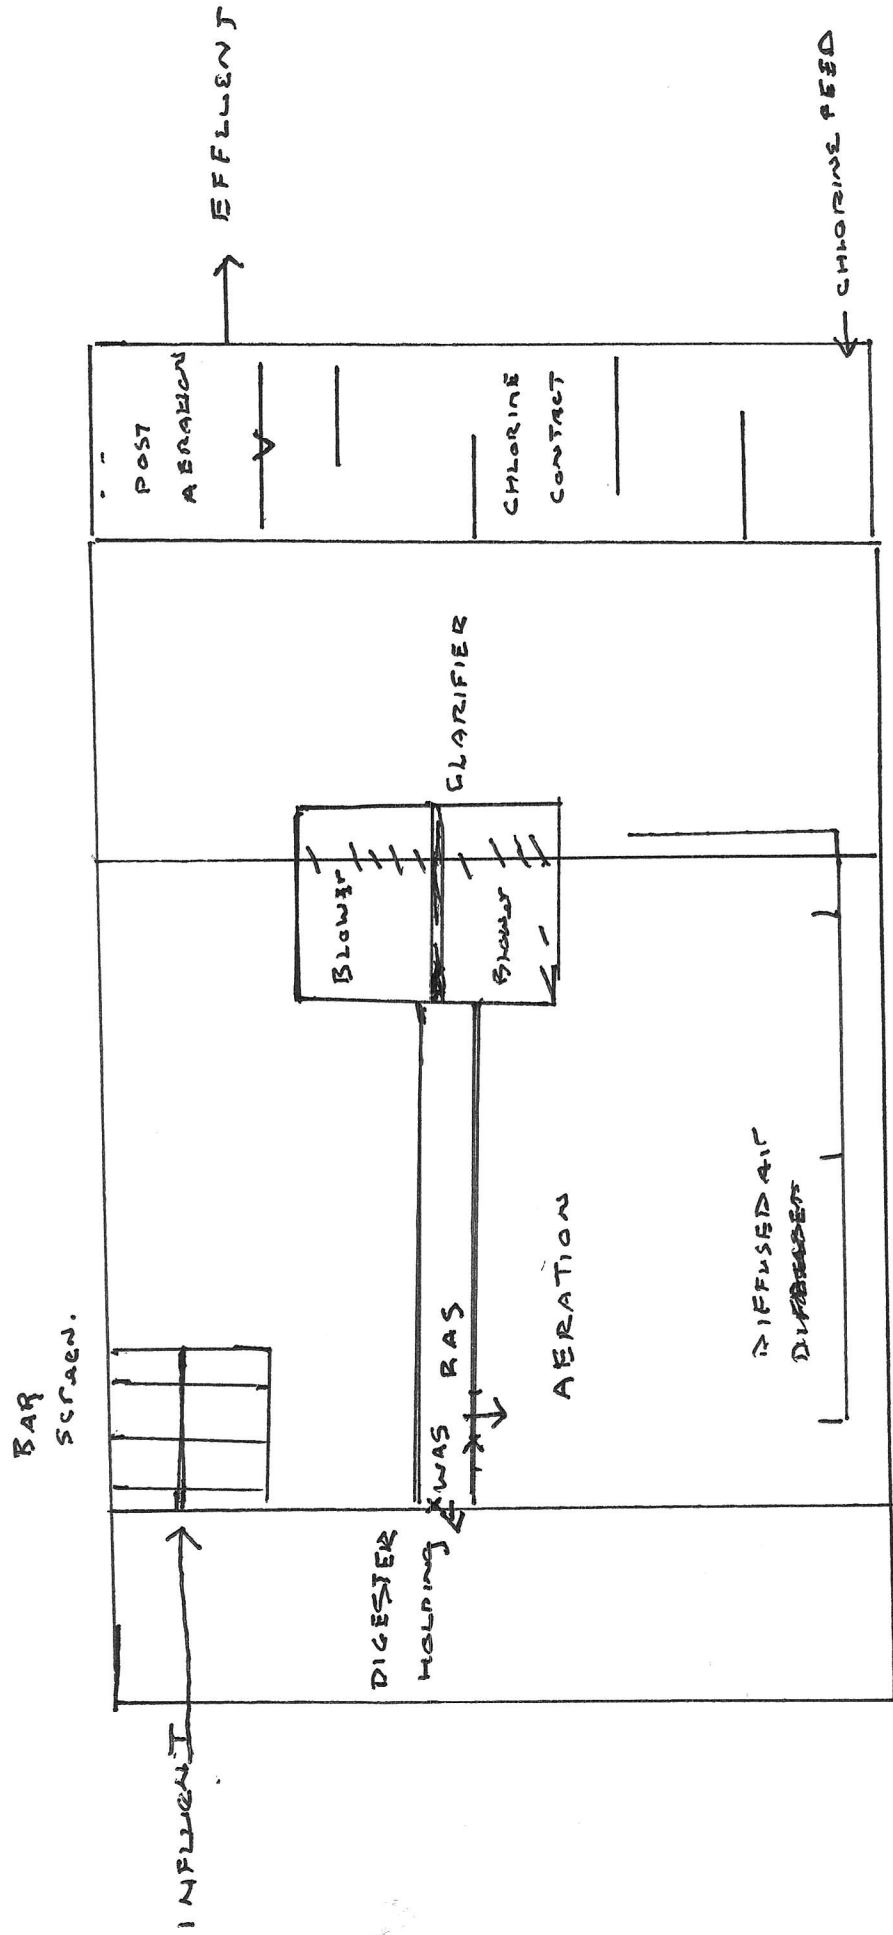 BAR
SCrAEN.
INFLUENT
EFFLUENT
POST
AERATION
CHLORINE
CONTACT
CHLORINE FEED
BLOWEr
BLOWEr
CLARIFIER
DIGESTER
HOLDING
WAS RAS
AERATION
DIFFUSED AIr